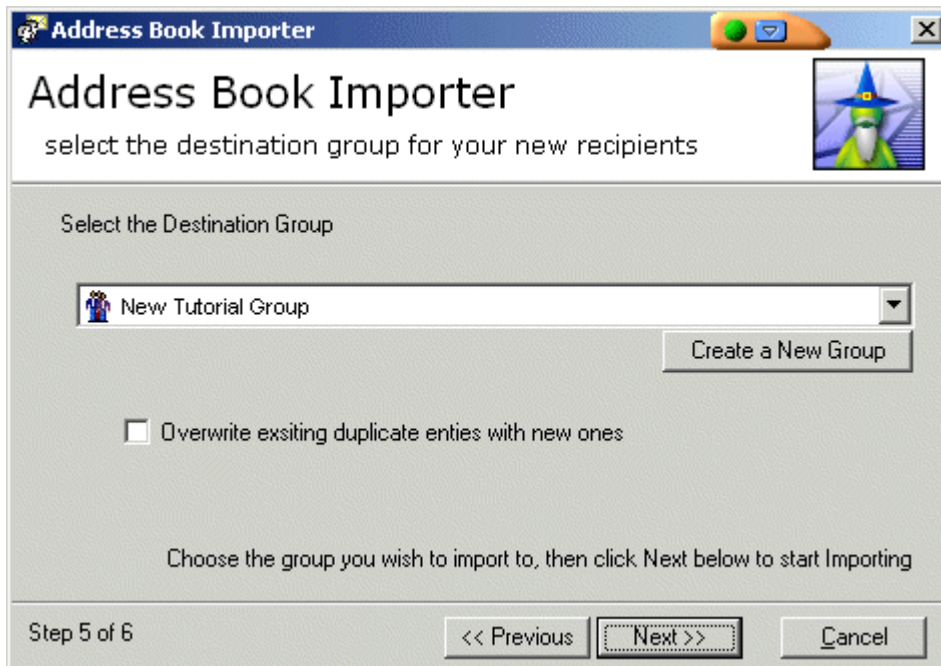 Address Book Importer
Address Book Importer
select the destination group for your new recipients
Select the Destination Group
New Tutorial Group
Create a New Group
Overwrite exsiting duplicate enties with new ones
Choose the group you wish to import to, then click Next below to start Importing
Step 5 of 6
<< Previous
Next >>
Cancel